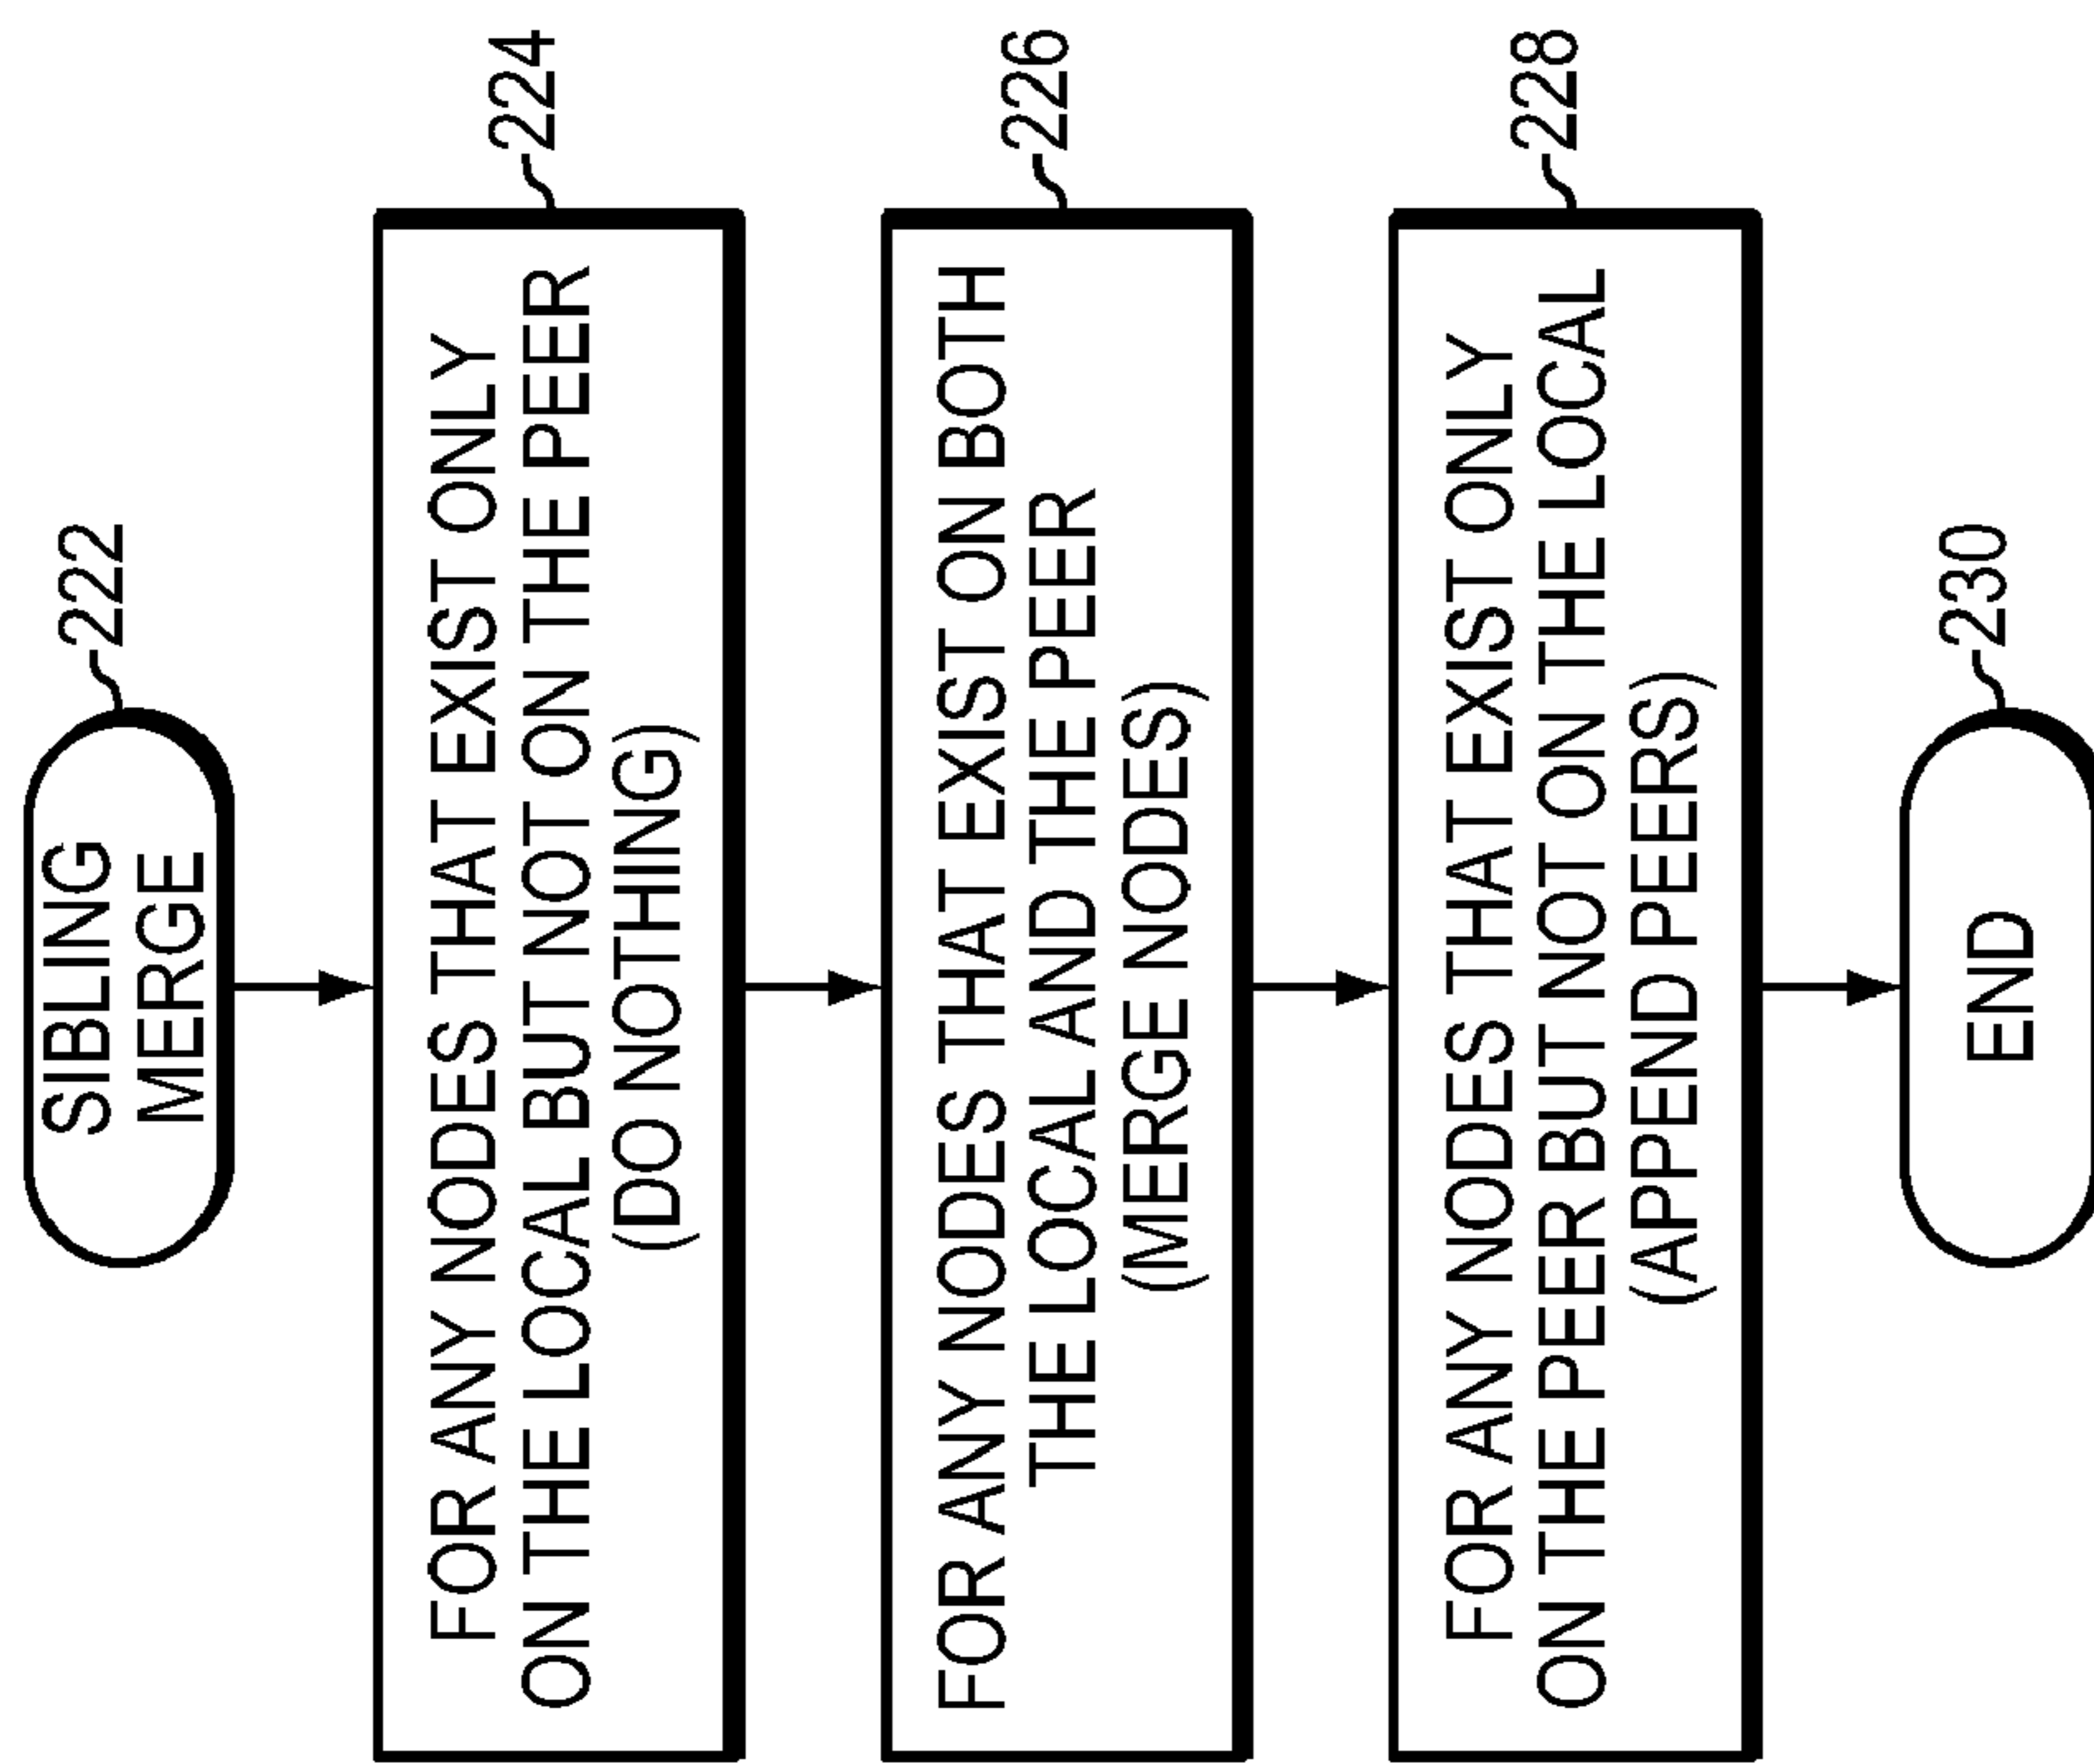 SIBLING
MERGE
222
FOR ANY NODES THAT EXIST ONLY
ON THE LOCAL BUT NOT ON THE PEER
(DO NOTHING)
224
FOR ANY NODES THAT EXIST ON BOTH
THE LOCAL AND THE PEER
(MERGE NODES)
226
FOR ANY NODES THAT EXIST ONLY
ON THE PEER BUT NOT ON THE LOCAL
(APPEND PEERS)
228
END
230